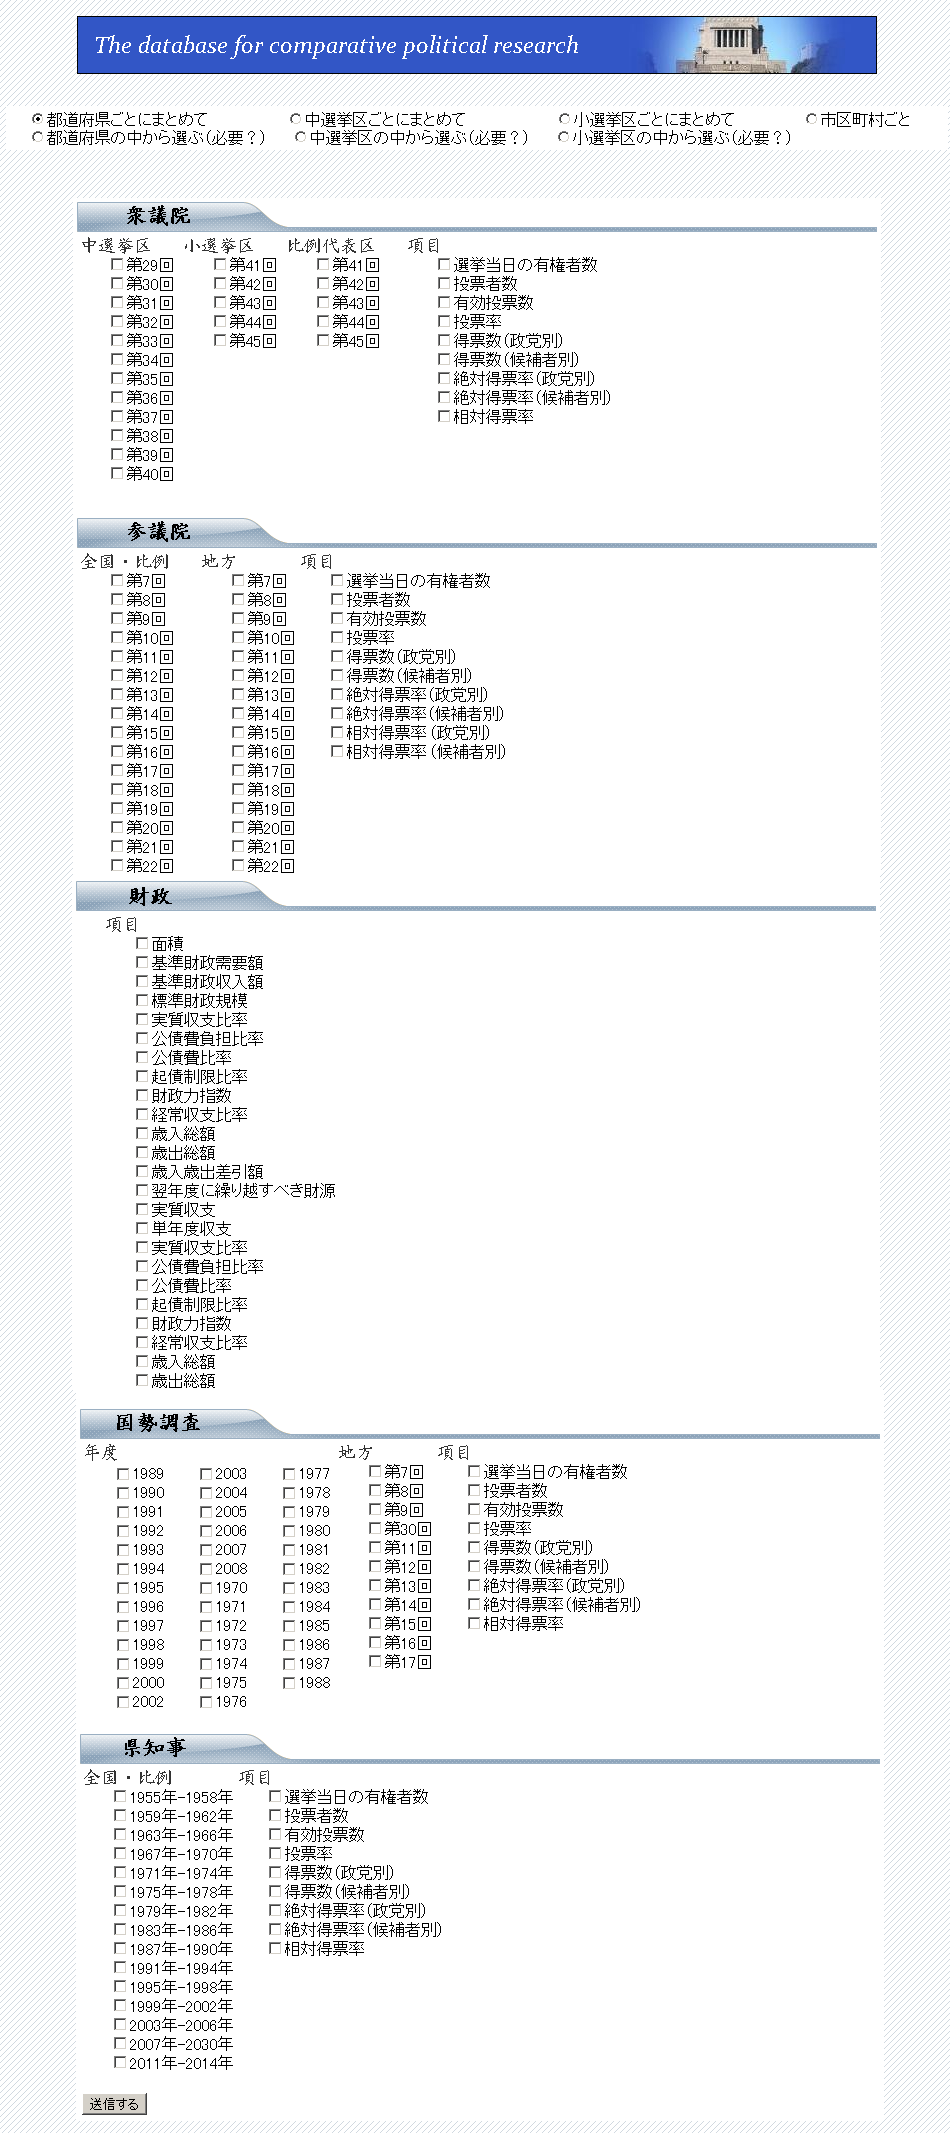 The database for comparative political research
都道府県ごとにまとめて 中選挙区ごとにまとめて 小選挙区ごとにまとめて 市区町村ごと
都道府県の中から選ぶ（必要？） 中選挙区の中から選ぶ（必要？） 小選挙区の中から選ぶ（必要？）
衆議院
中選挙区 小選挙区 比例代表区 項目
第29回 第41回 第41回 選挙当日の有権者数
第30回 第42回 第42回 投票者数
第31回 第43回 第43回 有効投票数
第32回 第44回 第44回 投票率
第33回 第45回 第45回 得票数（政党別）
第34回 得票数（候補者別）
第35回 絶対得票率（政党別）
第36回 絶対得票率（候補者別）
第37回 相対得票率
第38回
第39回
第40回
参議院
全国・比例 地方 項目
第7回 第7回 選挙当日の有権者数
第8回 第8回 投票者数
第9回 第9回 有効投票数
第10回 第10回 投票率
第11回 第11回 得票数（政党別）
第12回 第12回 得票数（候補者別）
第13回 第13回 絶対得票率（政党別）
第14回 第14回 絶対得票率（候補者別）
第15回 第15回 相対得票率（政党別）
第16回 第16回 相対得票率（候補者別）
第17回 第17回
第18回 第18回
第19回 第19回
第20回 第20回
第21回 第21回
第22回 第22回
財政
項目
面積
基準財政需要額
基準財政収入額
標準財政規模
実質収支比率
公債費負担比率
公債費比率
起債制限比率
財政力指数
経常収支比率
歳入総額
歳出総額
歳入歳出差引額
翌年度に繰り越すべき財源
実質収支
単年度収支
実質収支比率
公債費負担比率
公債費比率
起債制限比率
財政力指数
経常収支比率
歳入総額
歳出総額
国勢調査
年度 地方 項目
1989 2003 1977 第7回 選挙当日の有権者数
1990 2004 1978 第8回 投票者数
1991 2005 1979 第9回 有効投票数
1992 2006 1980 第30回 投票率
1993 2007 1981 第11回 得票数（政党別）
1994 2008 1982 第12回 得票数（候補者別）
1995 1970 1983 第13回 絶対得票率（政党別）
1996 1971 1984 第14回 絶対得票率（候補者別）
1997 1972 1985 第15回 相対得票率
1998 1973 1986 第16回
1999 1974 1987 第17回
2000 1975 1988
2002 1976
県知事
全国・比例 項目
1955年-1958年 選挙当日の有権者数
1959年-1962年 投票者数
1963年-1966年 有効投票数
1967年-1970年 投票率
1971年-1974年 得票数（政党別）
1975年-1978年 得票数（候補者別）
1979年-1982年 絶対得票率（政党別）
1983年-1986年 絶対得票率（候補者別）
1987年-1990年 相対得票率
1991年-1994年
1995年-1998年
1999年-2002年
2003年-2006年
2007年-2030年
2011年-2014年
送信する